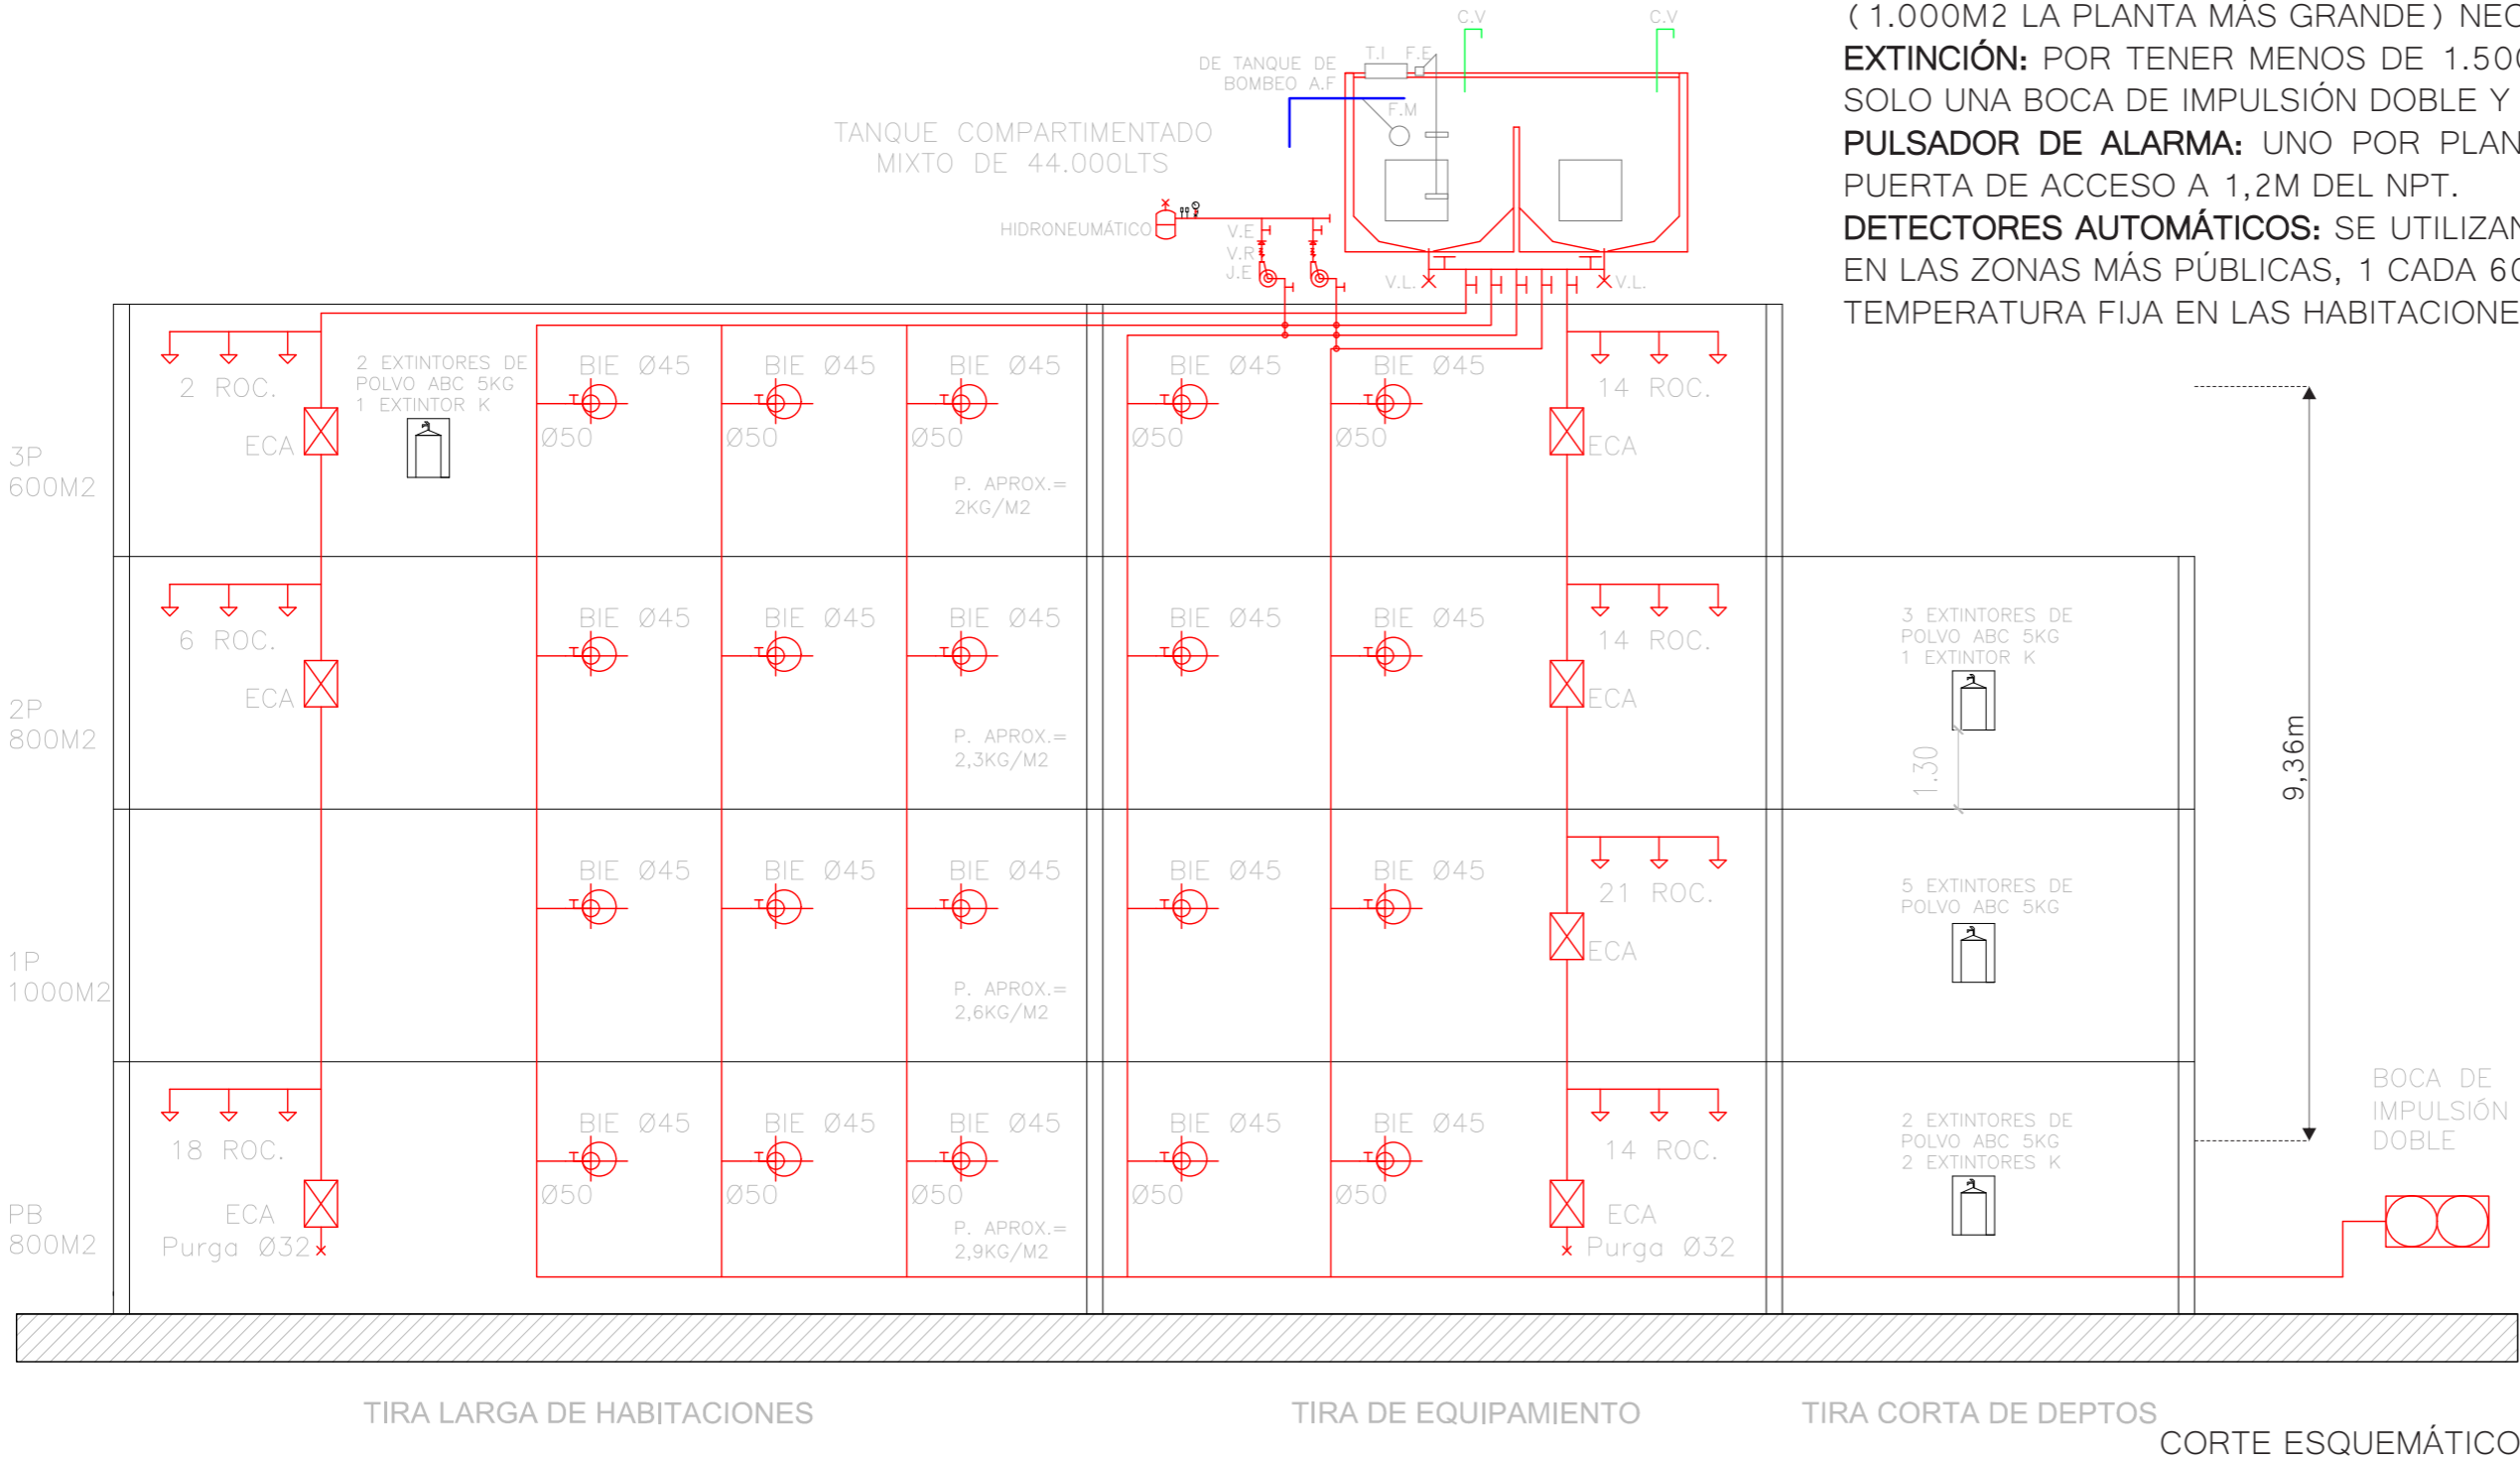 (1.000M2 LA PLANTA MÁS GRANDE) NEC
EXTINCIÓN: POR TENER MENOS DE 1.500
SOLO UNA BOCA DE IMPULSIÓN DOBLE Y
PULSADOR DE ALARMA: UNO POR PLAN
PUERTA DE ACCESO A 1,2M DEL NPT.
DETECTORES AUTOMÁTICOS: SE UTILIZAN
EN LAS ZONAS MÁS PÚBLICAS, 1 CADA 60
TEMPERATURA FIJA EN LAS HABITACIONE
C.V
C.V
T.I F.E
DE TANQUE DE
BOMBEO A.F
F.M
TANQUE COMPARTIMENTADO
MIXTO DE 44.000LTS
HIDRONEUMÁTICO
V.E
V.R
J.E
V.L.
V.L.
3P
600M2
2 ROC.
ECA
2 EXTINTORES DE
POLVO ABC 5KG
1 EXTINTOR K
BIE Ø45
BIE Ø45
BIE Ø45
BIE Ø45
BIE Ø45
Ø50
Ø50
Ø50
Ø50
Ø50
P. APROX.=
2KG/M2
14 ROC.
ECA
2P
800M2
6 ROC.
ECA
BIE Ø45
BIE Ø45
BIE Ø45
BIE Ø45
BIE Ø45
P. APROX.=
2,3KG/M2
14 ROC.
ECA
3 EXTINTORES DE
POLVO ABC 5KG
1 EXTINTOR K
1.30
9,36m
1P
1000M2
BIE Ø45
BIE Ø45
BIE Ø45
BIE Ø45
BIE Ø45
P. APROX.=
2,6KG/M2
21 ROC.
ECA
5 EXTINTORES DE
POLVO ABC 5KG
PB
800M2
18 ROC.
ECA
Purga Ø32
BIE Ø45
BIE Ø45
BIE Ø45
BIE Ø45
BIE Ø45
Ø50
Ø50
Ø50
Ø50
Ø50
P. APROX.=
2,9KG/M2
14 ROC.
ECA
Purga Ø32
2 EXTINTORES DE
POLVO ABC 5KG
2 EXTINTORES K
BOCA DE
IMPULSIÓN
DOBLE
TIRA LARGA DE HABITACIONES
TIRA DE EQUIPAMIENTO
TIRA CORTA DE DEPTOS
CORTE ESQUEMÁTICO